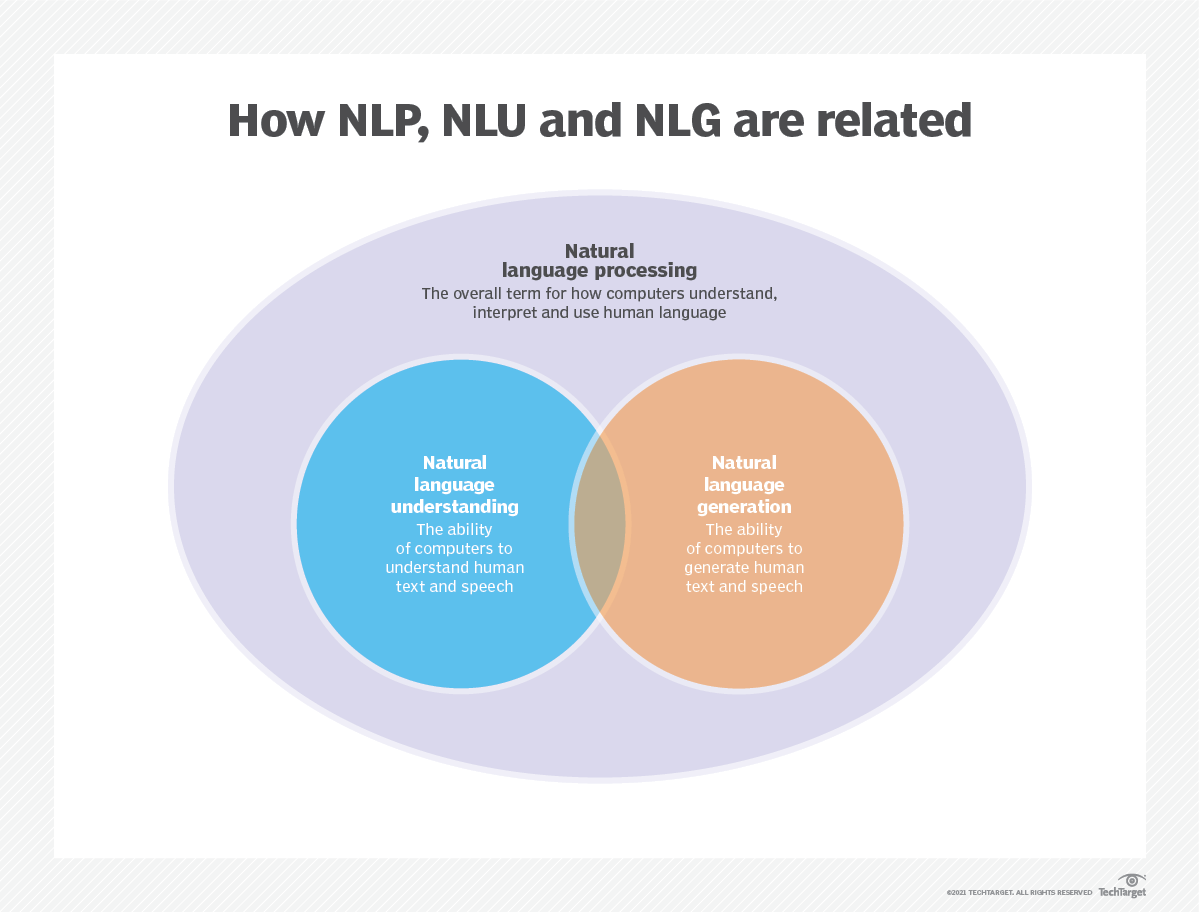 How NLP, NLU and NLG are related
Natural
language processing
The overall term for how computers understand,
interpret and use human language
Natural
language
understanding
The ability
of computers to
understand human
text and speech
Natural
language
generation
The ability
of computers to
generate human
text and speech
©2021 TECHTARGET. ALL RIGHTS RESERVED TechTarget